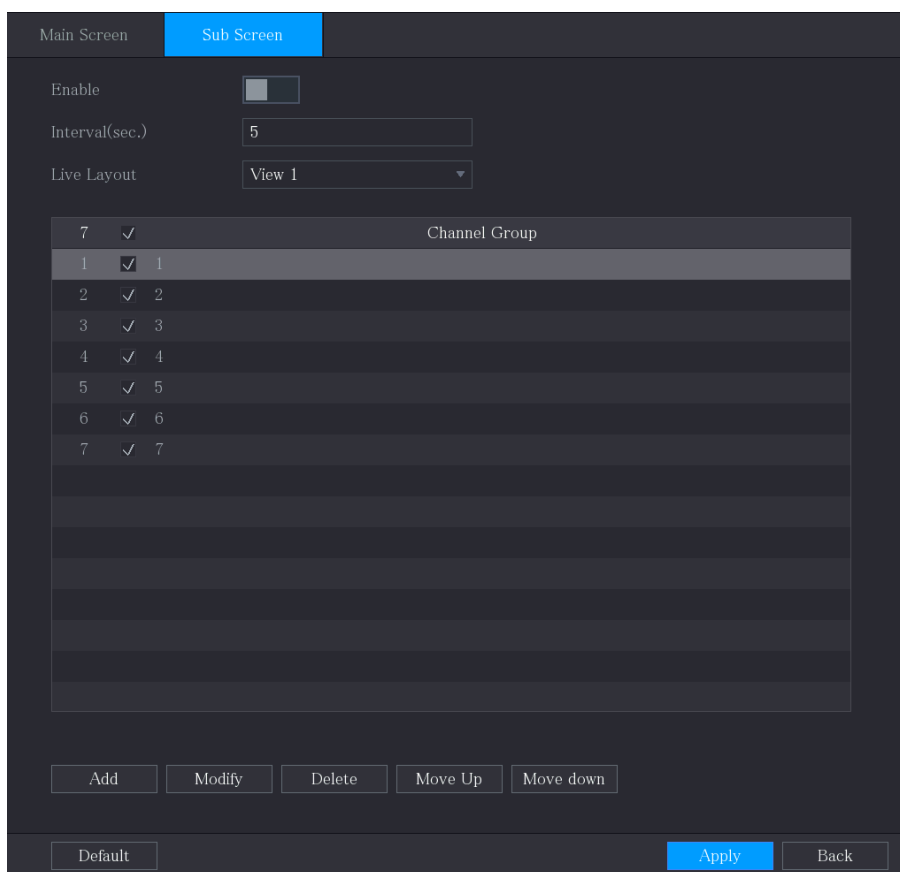 Main Screen Sub Screen
Enable
Interval(sec.) 5
Live Layout View 1
7 Channel Group
1 1
2 2
3 3
4 4
5 5
6 6
7 7
Add Modify Delete Move Up Move down
Default Apply Back